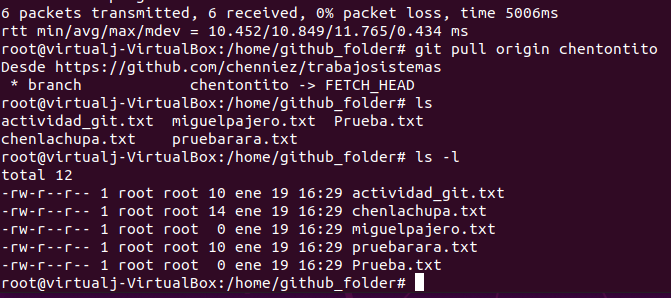 6 packets transmitted, 6 received, 0% packet loss, time 5006ms
rtt min/avg/max/mdev = 10.452/10.849/11.765/0.434 ms
root@virtualj-VirtualBox:/home/github_folder# git pull origin chentontito
Desde https://github.com/chenniez/trabajosistemas
 * branch            chentontito -> FETCH_HEAD
root@virtualj-VirtualBox:/home/github_folder# ls
actividad_git.txt  miguelpajero.txt  Prueba.txt
chenlachupa.txt    pruebarara.txt
root@virtualj-VirtualBox:/home/github_folder# ls -l
total 12
-rw-r--r-- 1 root root 10 ene 19 16:29 actividad_git.txt
-rw-r--r-- 1 root root 14 ene 19 16:29 chenlachupa.txt
-rw-r--r-- 1 root root  0 ene 19 16:29 miguelpajero.txt
-rw-r--r-- 1 root root 10 ene 19 16:29 pruebarara.txt
-rw-r--r-- 1 root root  0 ene 19 16:29 Prueba.txt
root@virtualj-VirtualBox:/home/github_folder#